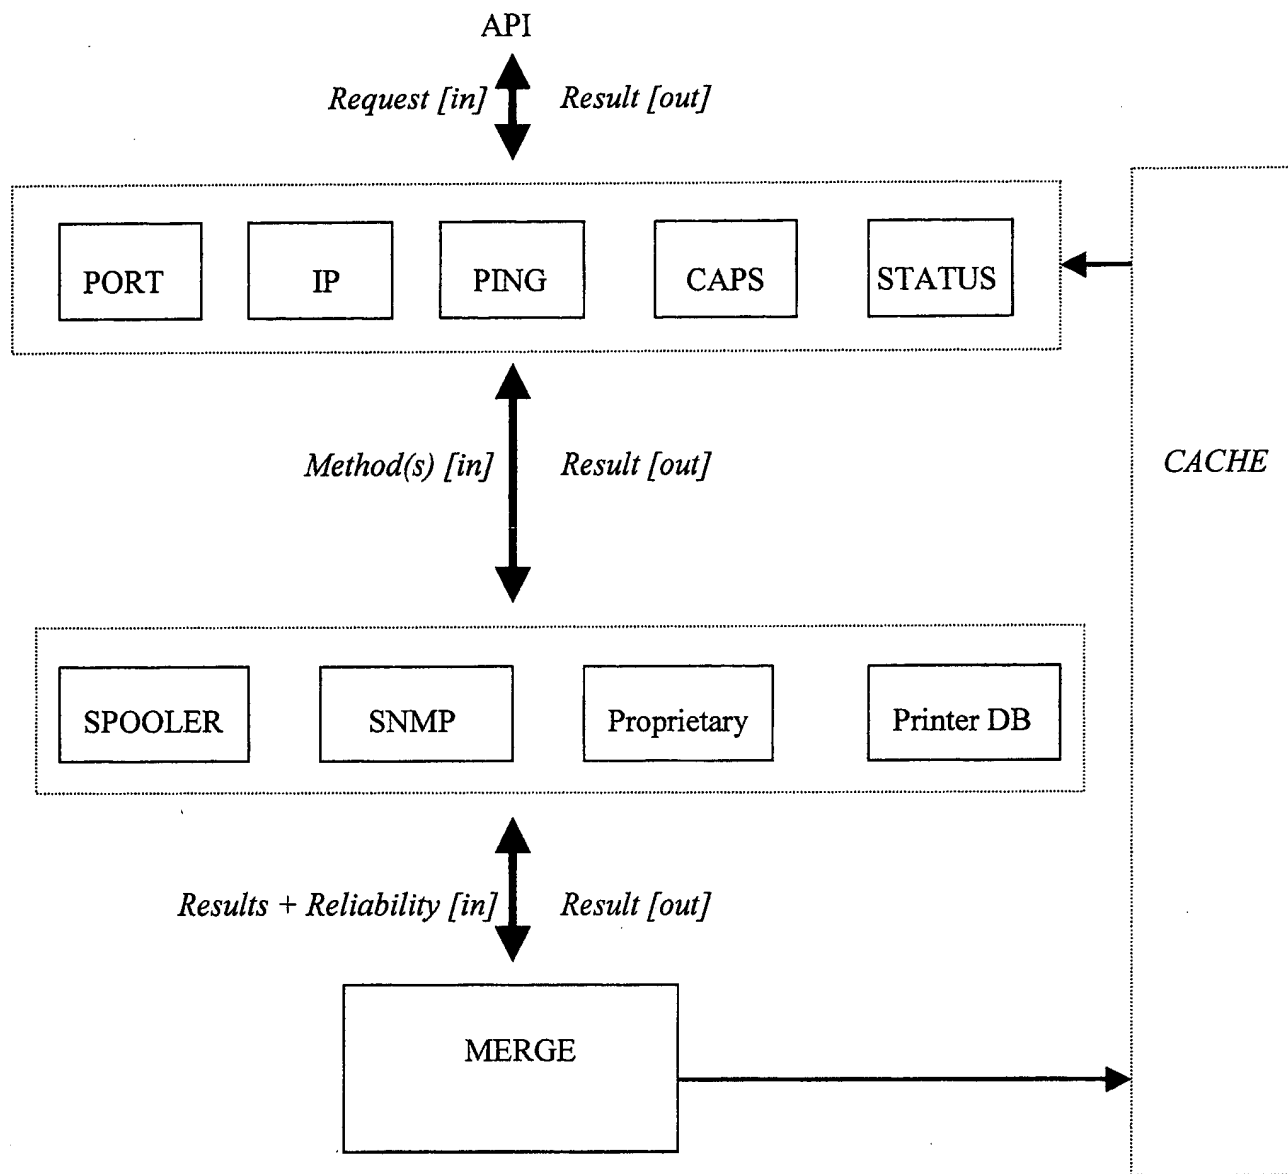 API
Request [in] Result [out]
PORT IP PING CAPS STATUS
Method(s) [in] Result [out]
CACHE
SPOOLER SNMP Proprietary Printer DB
Results + Reliability [in] Result [out]
MERGE